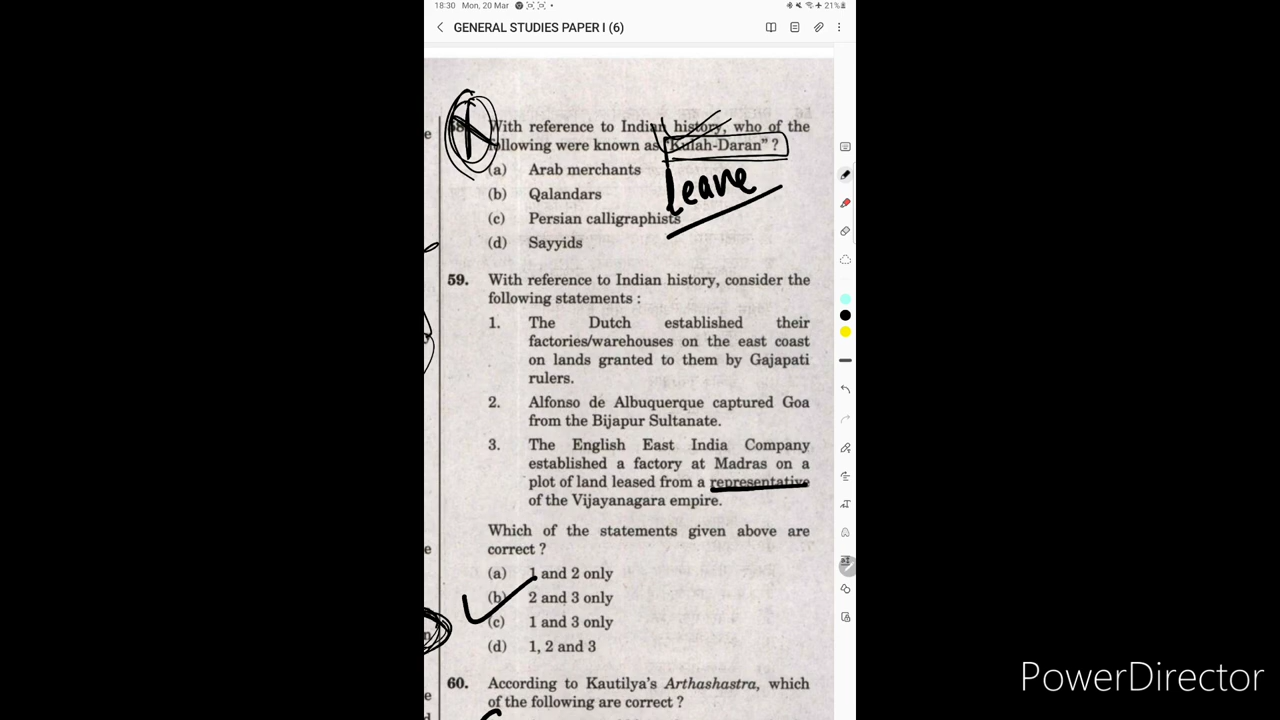 18:30 Mon, 20 Mar
21%
GENERAL STUDIES PAPER I (6)
With reference to Indian history, who of the
following were known as "Kulah-Daran" ?
(a) Arab merchants
Leave
(b) Qalandars
(c) Persian calligraphists
(d) Sayyids
59. With reference to Indian history, consider the
following statements :
1. The Dutch established their
factories/warehouses on the east coast
on lands granted to them by Gajapati
rulers.
2. Alfonso de Albuquerque captured Goa
from the Bijapur Sultanate.
3. The English East India Company
established a factory at Madras on a
plot of land leased from a representative
of the Vijayanagara empire.
Which of the statements given above are
correct ?
(a) 1 and 2 only
(b) 2 and 3 only
(c) 1 and 3 only
(d) 1, 2 and 3
60. According to Kautilya's Arthashastra, which
of the following are correct ?
PowerDirector